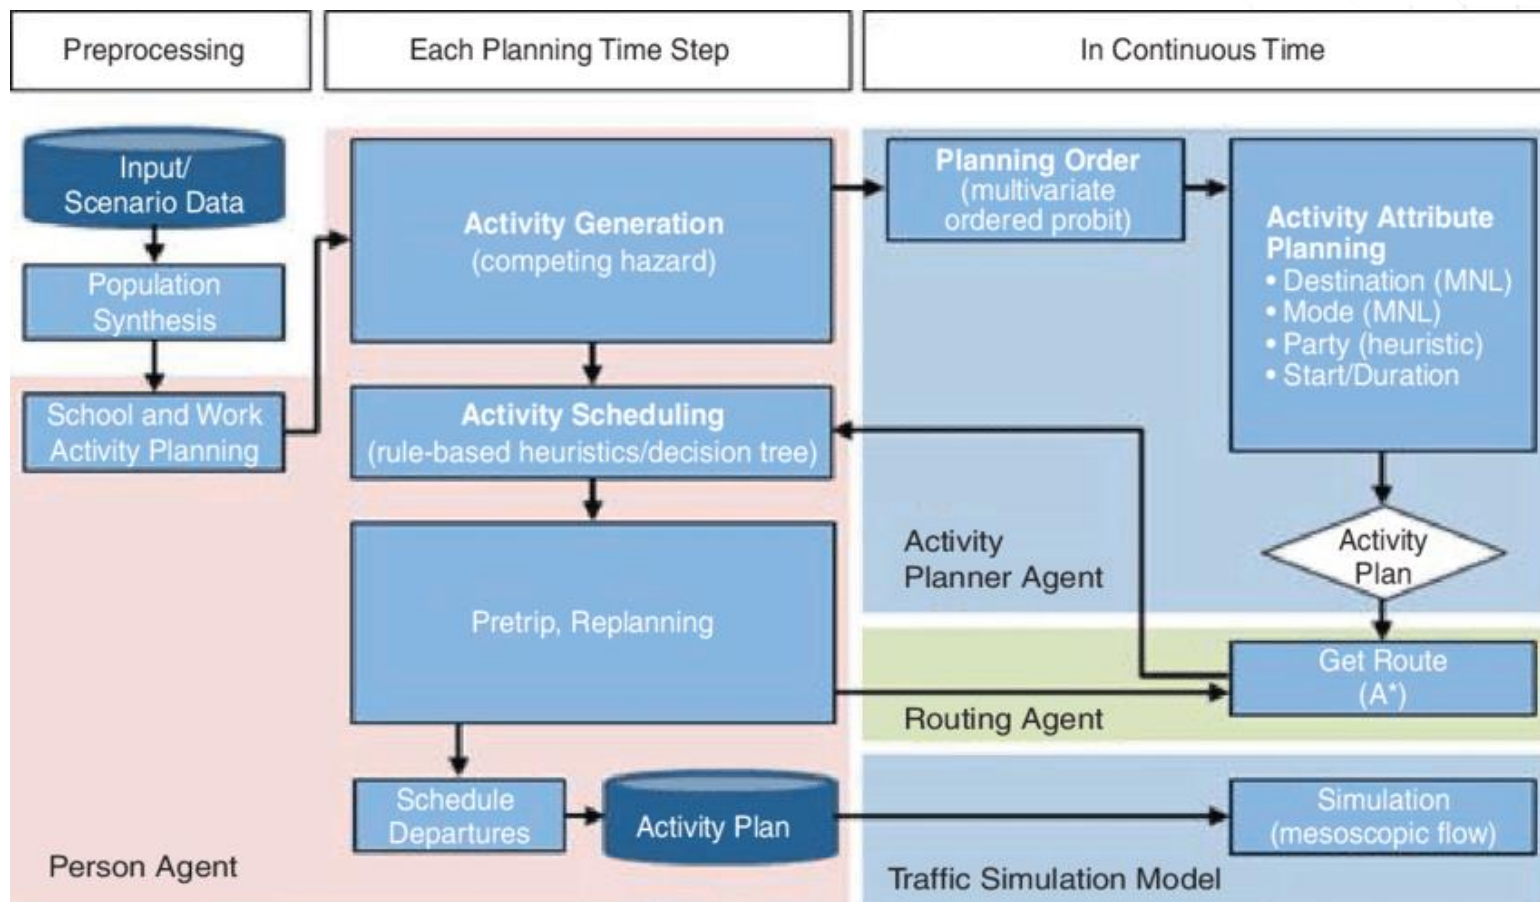 Preprocessing
Each Planning Time Step
In Continuous Time
Input/
Scenario Data
Population
Synthesis
School and Work
Activity Planning
Person Agent
Activity Generation
(competing hazard)
Activity Scheduling
(rule-based heuristics/decision tree)
Pretrip, Replanning
Schedule
Departures
Activity Plan
Planning Order
(multivariate
ordered probit)
Activity Attribute
Planning
• Destination (MNL)
• Mode (MNL)
• Party (heuristic)
• Start/Duration
Activity
Plan
Activity
Planner Agent
Get Route
(A*)
Routing Agent
Simulation
(mesoscopic flow)
Traffic Simulation Model